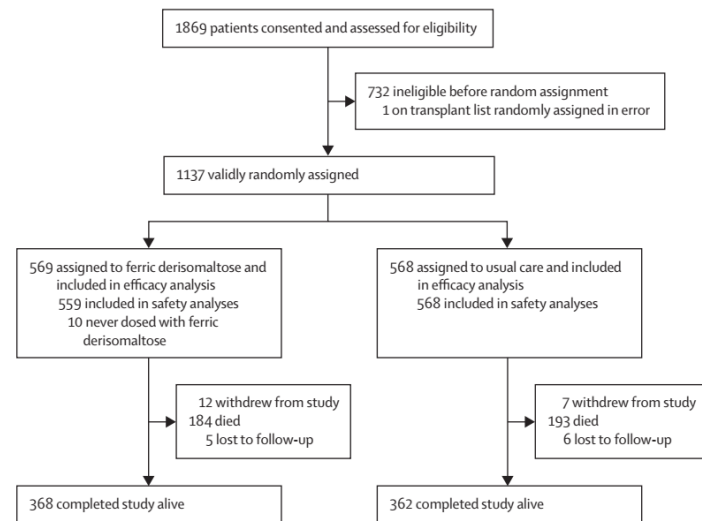 1869 patients consented and assessed for eligibility
732 ineligible before random assignment
1 on transplant list randomly assigned in error
1137 validly randomly assigned
569 assigned to ferric derisomaltose and
included in efficacy analysis
559 included in safety analyses
10 never dosed with ferric
derisomaltose
568 assigned to usual care and included
in efficacy analysis
568 included in safety analyses
12 withdrew from study
184 died
5 lost to follow-up
7 withdrew from study
193 died
6 lost to follow-up
368 completed study alive
362 completed study alive